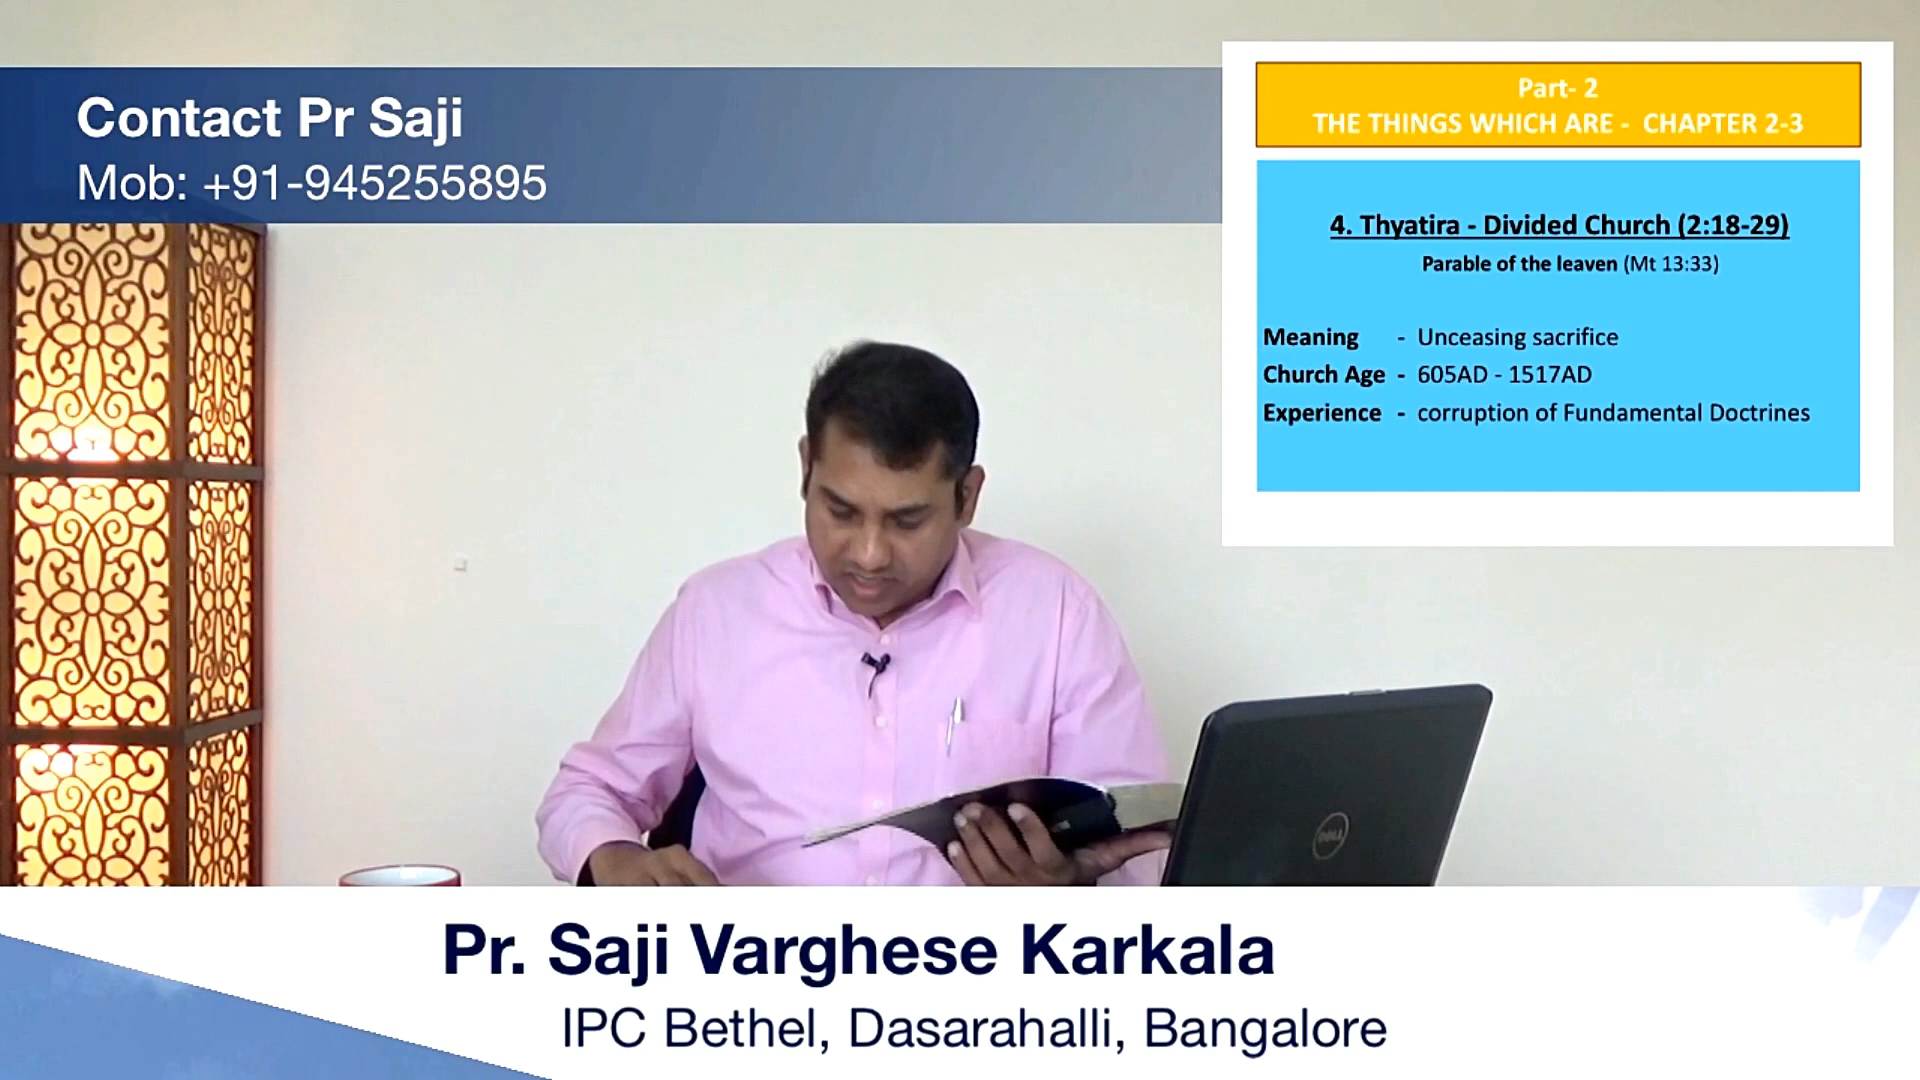 Contact Pr Saji
Mob: +91-945255895
Part- 2
THE THINGS WHICH ARE - CHAPTER 2-3
4. Thyatira - Divided Church (2:18-29)
Parable of the leaven (Mt 13:33)
Meaning - Unceasing sacrifice
Church Age - 605AD - 1517AD
Experience - corruption of Fundamental Doctrines
DELL
Pr. Saji Varghese Karkala
IPC Bethel, Dasarahalli, Bangalore